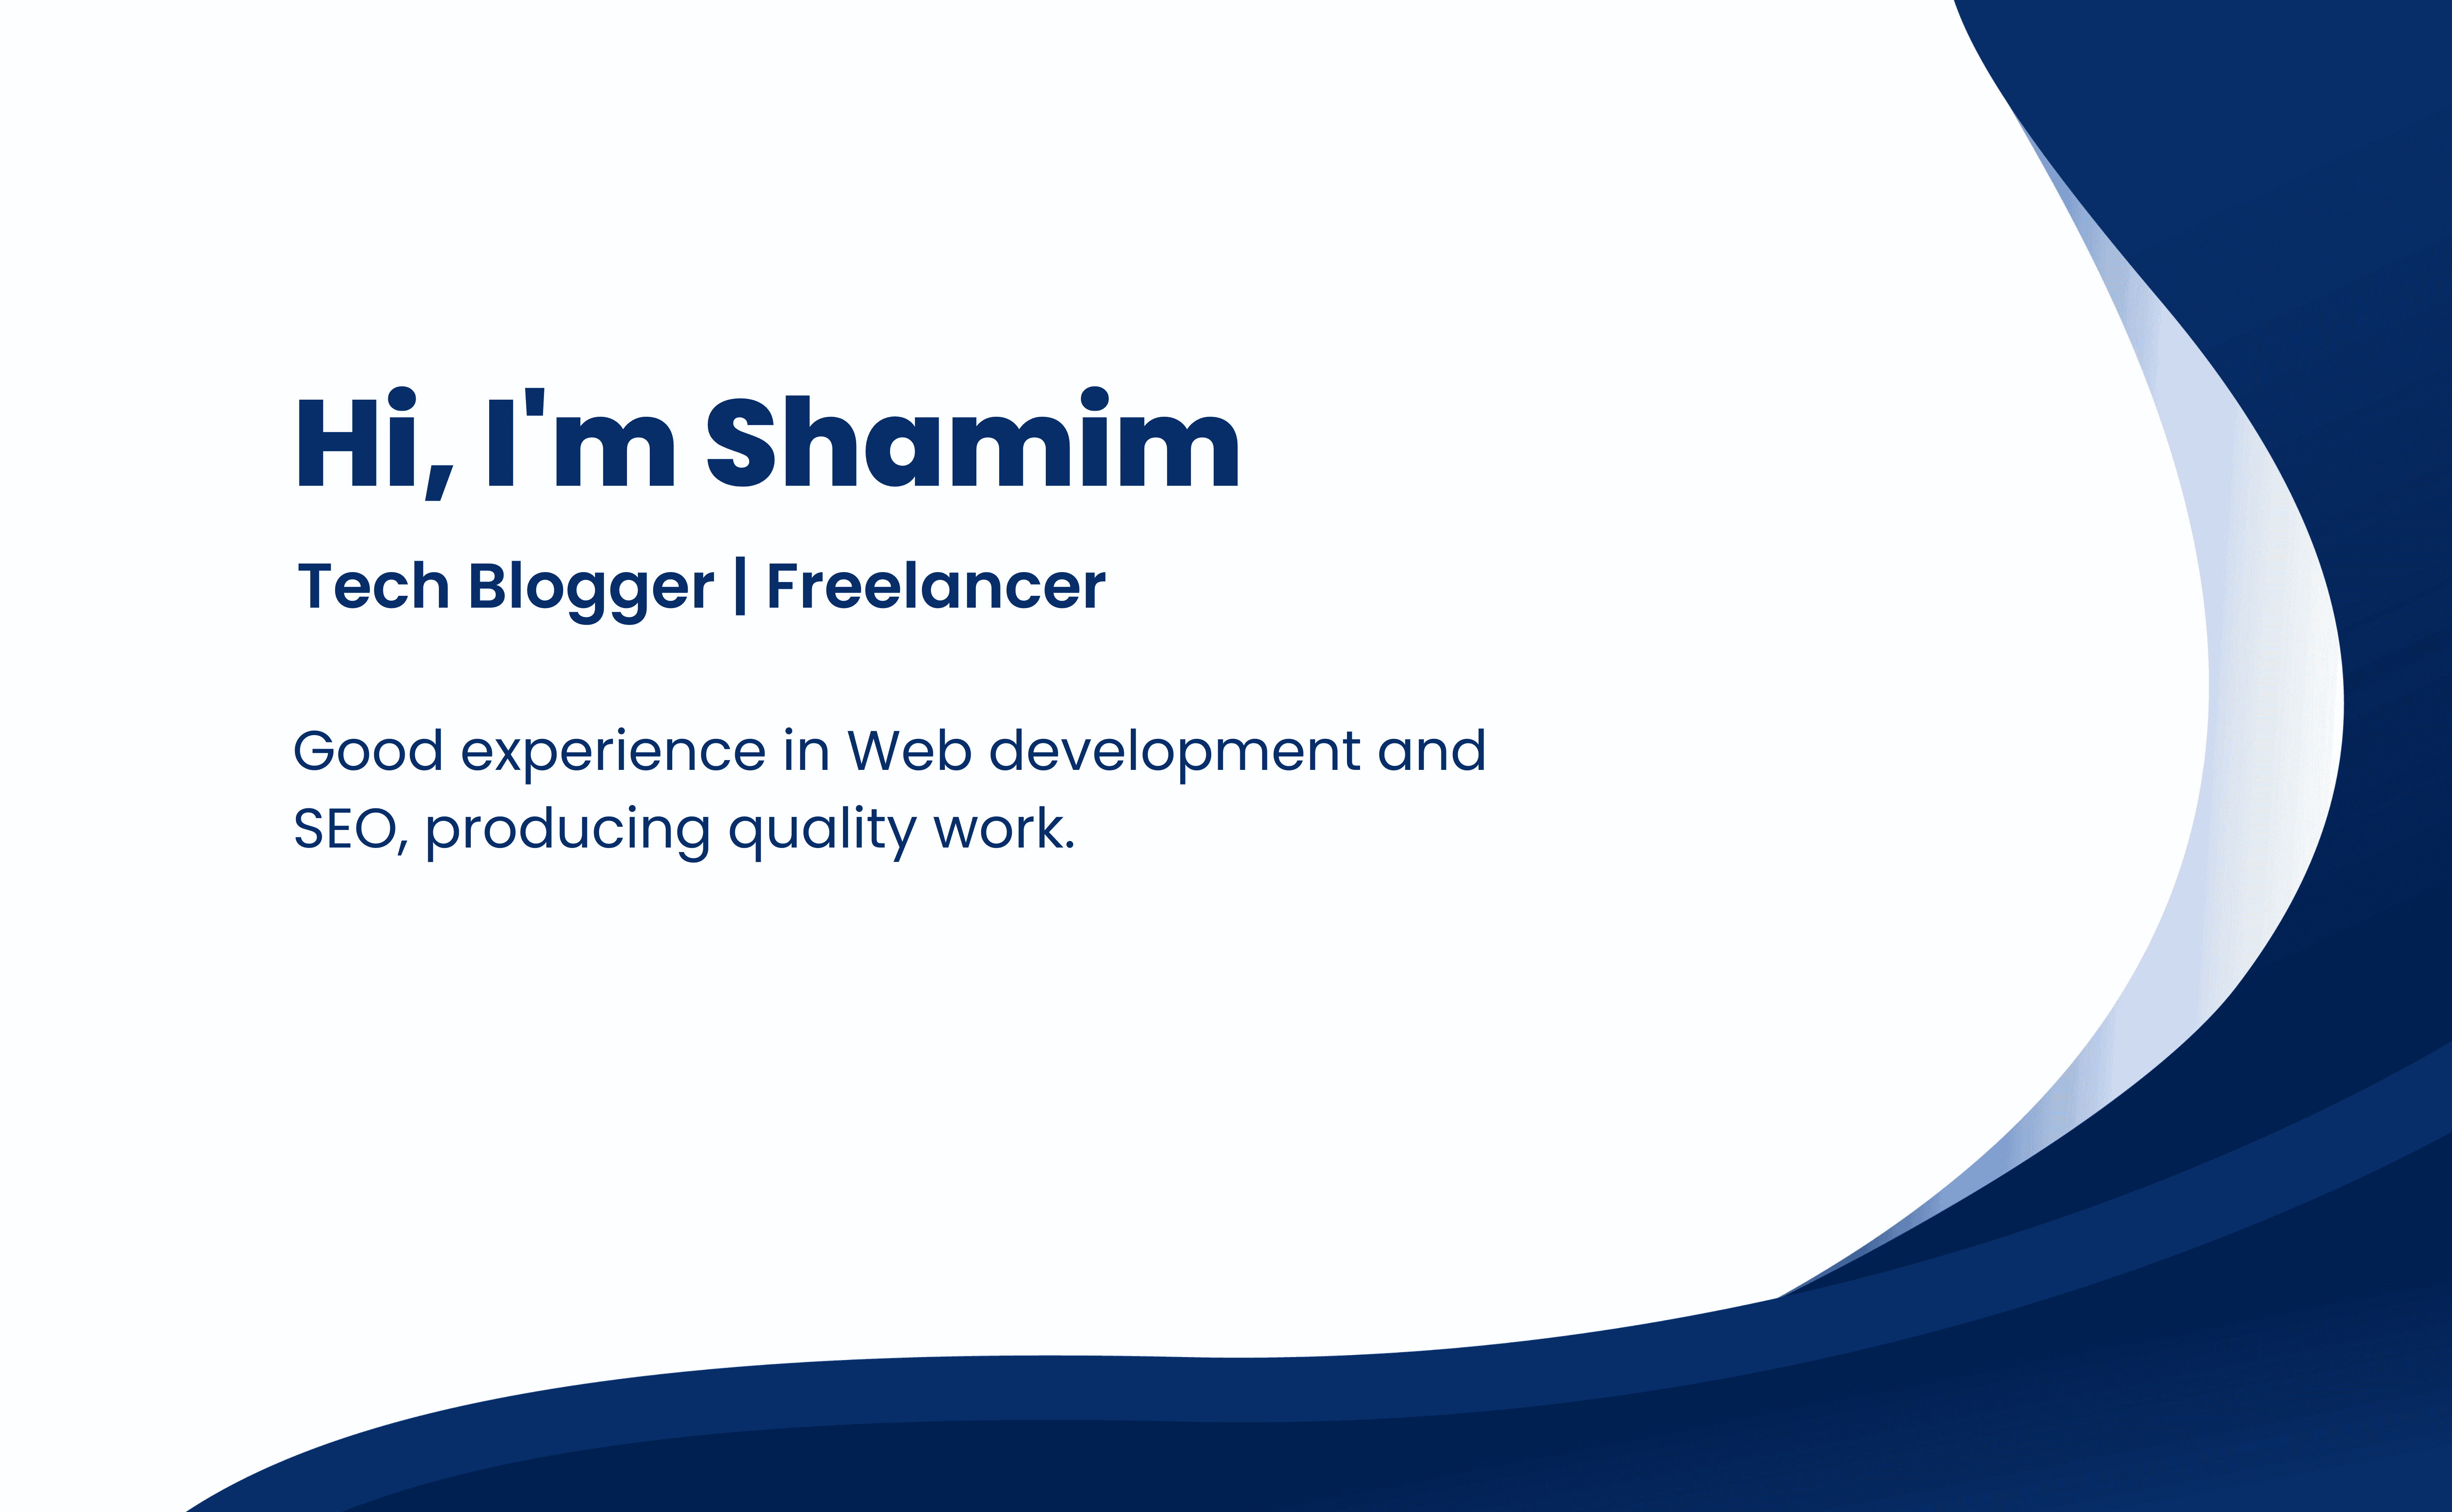 Hi, I'm Shamim
Tech Blogger | Freelancer
Good experience in Web development and
SEO, producing quality work.